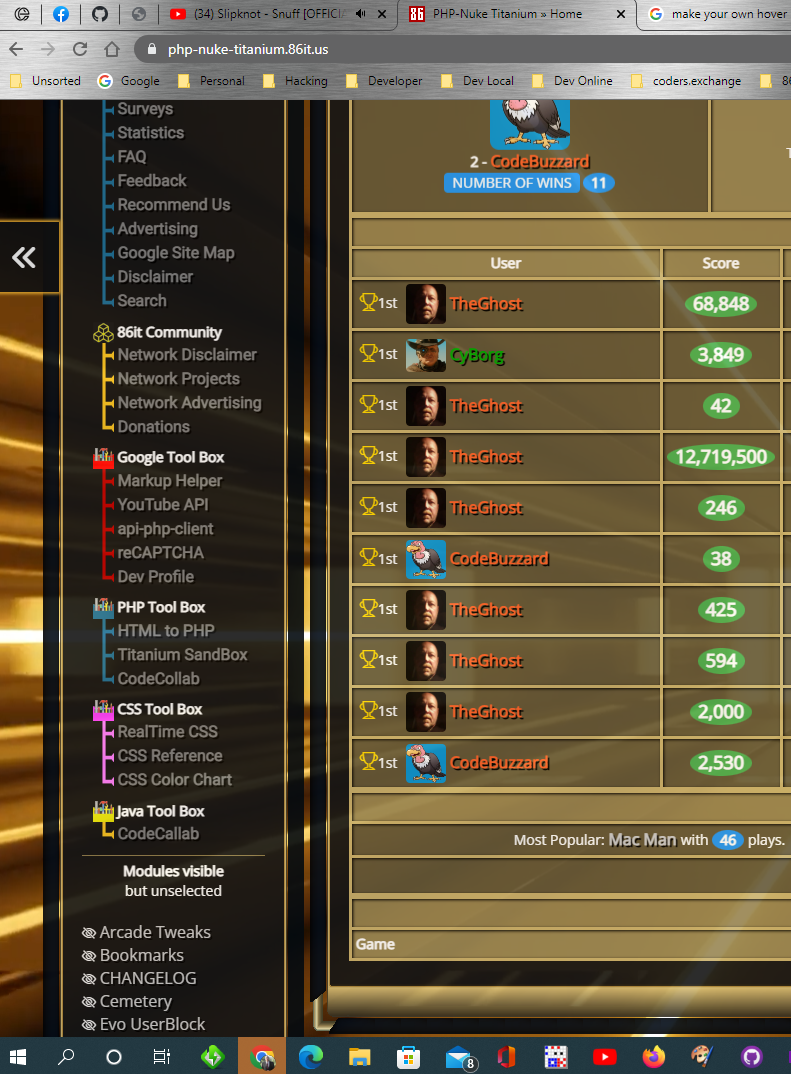 (34) Slipknot - Snuff [OFFICIA
PHP-Nuke Titanium » Home
make your own hover
php-nuke-titanium.86it.us
Unsorted
Google
Personal
Hacking
Developer
Dev Local
Dev Online
coders.exchange
Surveys
Statistics
FAQ
Feedback
Recommend Us
Advertising
Google Site Map
Disclaimer
Search
86it Community
Network Disclaimer
Network Projects
Network Advertising
Donations
Google Tool Box
Markup Helper
YouTube API
api-php-client
reCAPTCHA
Dev Profile
PHP Tool Box
HTML to PHP
Titanium SandBox
CodeCollab
CSS Tool Box
RealTime CSS
CSS Reference
CSS Color Chart
Java Tool Box
CodeCallab
Modules visible
but unselected
Arcade Tweaks
Bookmarks
CHANGELOG
Cemetery
Evo UserBlock
2 - CodeBuzzard
NUMBER OF WINS 11
User Score
1st TheGhost 68,848
1st CyBorg 3,849
1st TheGhost 42
1st TheGhost 12,719,500
1st TheGhost 246
1st CodeBuzzard 38
1st TheGhost 425
1st TheGhost 594
1st TheGhost 2,000
1st CodeBuzzard 2,530
Most Popular: Mac Man with 46 plays.
Game
8